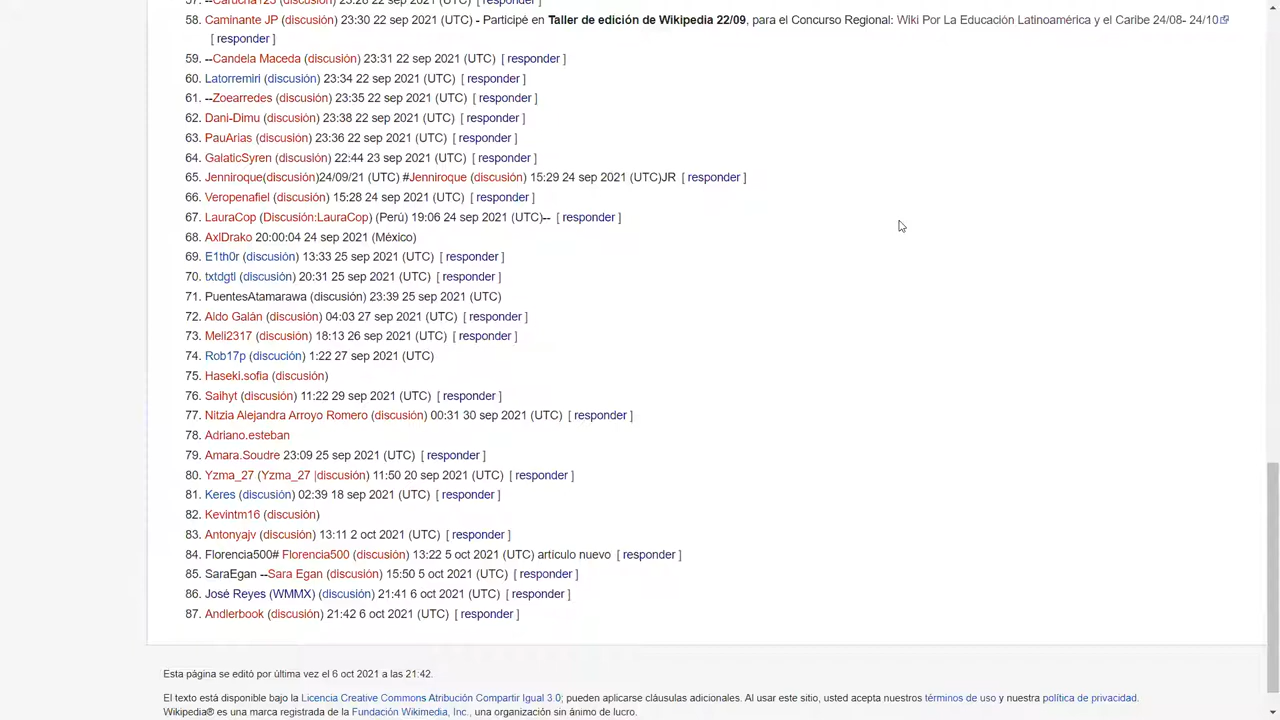 58. Caminante JP (discusión) 23:30 22 sep 2021 (UTC) - Participé en Taller de edición de Wikipedia 22/09, para el Concurso Regional: Wiki Por La Educación Latinoamérica y el Caribe 24/08- 24/10
[ responder ]
59. --Candela Maceda (discusión) 23:31 22 sep 2021 (UTC) [ responder ]
60. Latorremiri (discusión) 23:34 22 sep 2021 (UTC) [ responder ]
61. --Zoearredes (discusión) 23:35 22 sep 2021 (UTC) [ responder ]
62. Dani-Dimu (discusión) 23:38 22 sep 2021 (UTC) [ responder ]
63. PauArias (discusión) 23:36 22 sep 2021 (UTC) [ responder ]
64. GalaticSyren (discusión) 22:44 23 sep 2021 (UTC) [ responder ]
65. Jenniroque(discusión)24/09/21 (UTC) #Jenniroque (discusión) 15:29 24 sep 2021 (UTC)JR [ responder ]
66. Veropenafiel (discusión) 15:28 24 sep 2021 (UTC) [ responder ]
67. LauraCop (Discusión:LauraCop) (Perú) 19:06 24 sep 2021 (UTC)-- [ responder ]
68. AxlDrako 20:00:04 24 sep 2021 (México)
69. E1th0r (discusión) 13:33 25 sep 2021 (UTC) [ responder ]
70. txtdgtl (discusión) 20:31 25 sep 2021 (UTC) [ responder ]
71. PuentesAtamarawa (discusión) 23:39 25 sep 2021 (UTC)
72. Aldo Galán (discusión) 04:03 27 sep 2021 (UTC) [ responder ]
73. Meli2317 (discusión) 18:13 26 sep 2021 (UTC) [ responder ]
74. Rob17p (discución) 1:22 27 sep 2021 (UTC)
75. Haseki.sofia (discusión)
76. Saihyt (discusión) 11:22 29 sep 2021 (UTC) [ responder ]
77. Nitzia Alejandra Arroyo Romero (discusión) 00:31 30 sep 2021 (UTC) [ responder ]
78. Adriano.esteban
79. Amara.Soudre 23:09 25 sep 2021 (UTC) [ responder ]
80. Yzma_27 (Yzma_27 |discusión) 11:50 20 sep 2021 (UTC) [ responder ]
81. Keres (discusión) 02:39 18 sep 2021 (UTC) [ responder ]
82. Kevintm16 (discusión)
83. Antonyajv (discusión) 13:11 2 oct 2021 (UTC) [ responder ]
84. Florencia500# Florencia500 (discusión) 13:22 5 oct 2021 (UTC) artículo nuevo [ responder ]
85. SaraEgan --Sara Egan (discusión) 15:50 5 oct 2021 (UTC) [ responder ]
86. José Reyes (WMMX) (discusión) 21:41 6 oct 2021 (UTC) [ responder ]
87. Andlerbook (discusión) 21:42 6 oct 2021 (UTC) [ responder ]
Esta página se editó por última vez el 6 oct 2021 a las 21:42.
El texto está disponible bajo la Licencia Creative Commons Atribución Compartir Igual 3.0; pueden aplicarse cláusulas adicionales. Al usar este sitio, usted acepta nuestros términos de uso y nuestra política de privacidad.
Wikipedia® es una marca registrada de la Fundación Wikimedia, Inc., una organización sin ánimo de lucro.